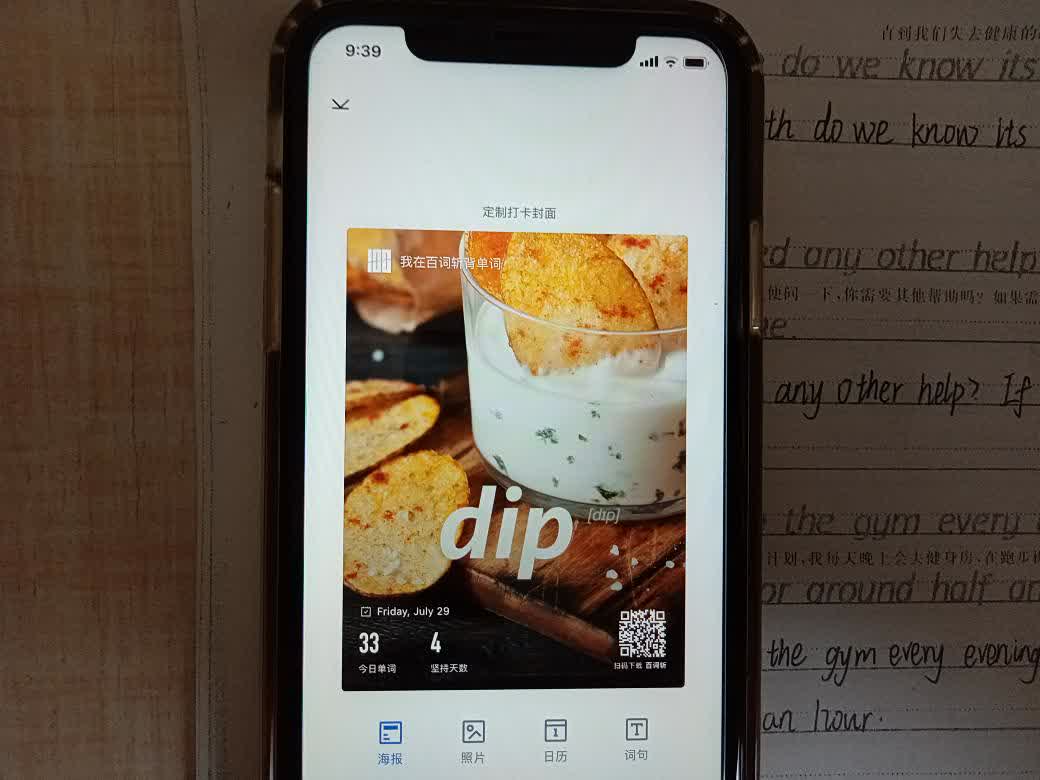 9:39
定制打卡封面
我在百词斩背单词
dip [dɪp]
Friday, July 29
33
今日单词
4
坚持天数
扫码下载 百词斩
海报
照片
日历
词句
直到我们失去健康的
do we know its
th do we know its
ed any other help
便问一下,你需要其他帮助吗? 如果需
me.
any other help? If
the gym every
计划,我每天晚上会去健身房,在跑步
or around half an
the gym every evening
an hour.